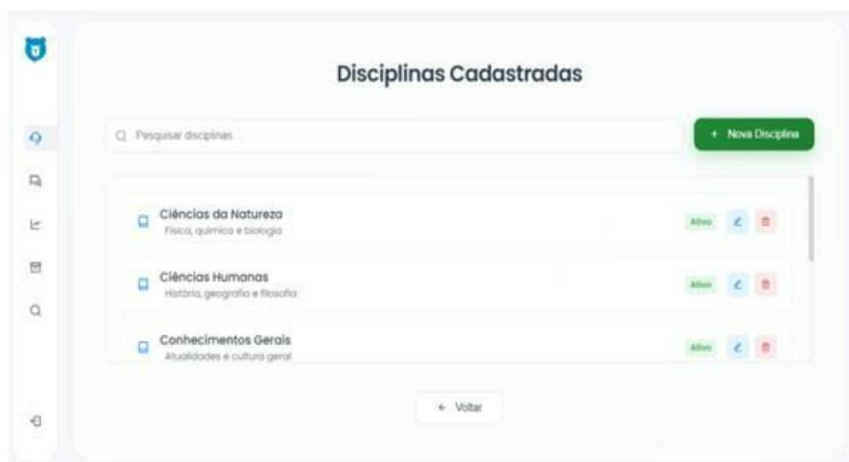 Disciplinas Cadastradas
Pesquisar disciplinas...
+ Nova Disciplina
Ciências da Natureza
Física, química e biologia
Ativo
Ciências Humanas
História, geografia e filosofia
Ativo
Conhecimentos Gerais
Atualidades e cultura geral
Ativo
← Voltar